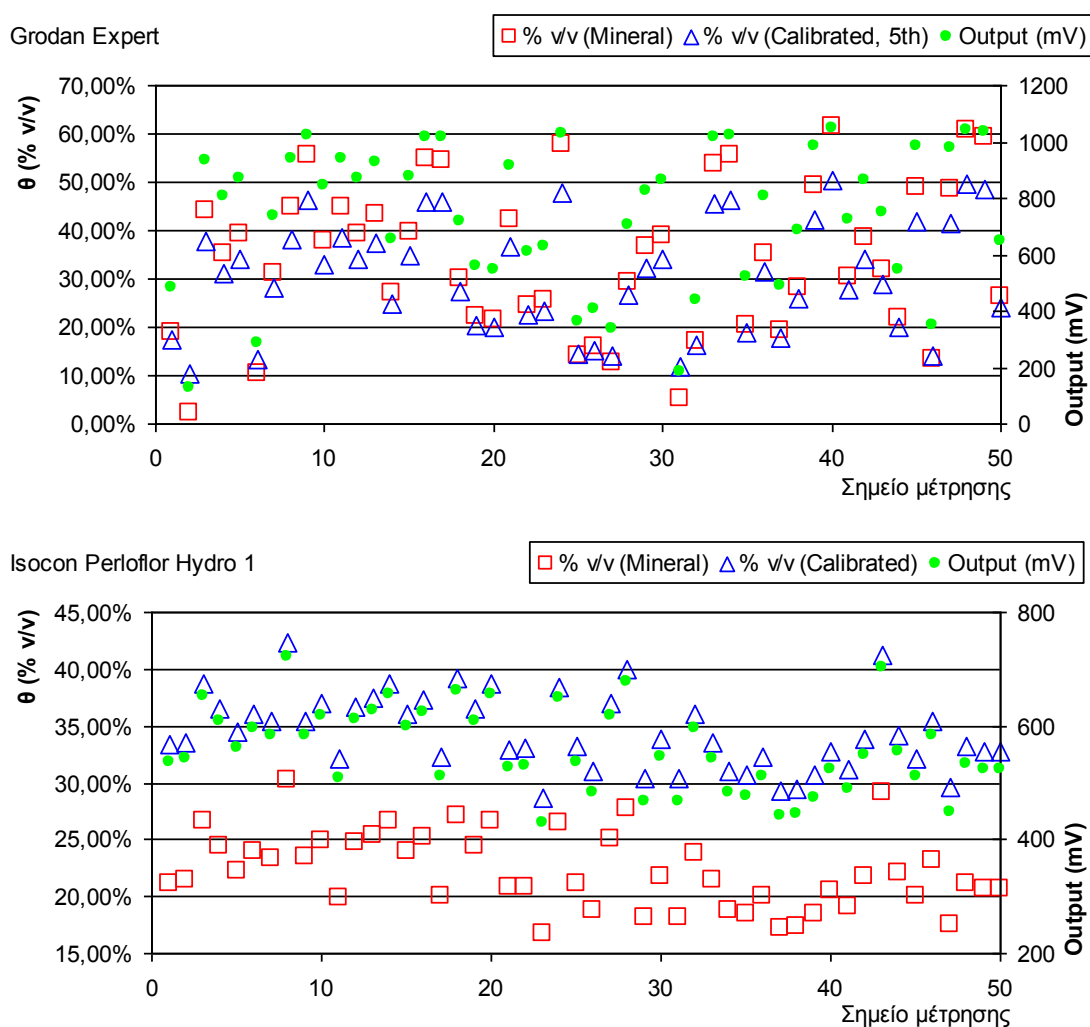 Grodan Expert
% v/v (Mineral) % v/v (Calibrated, 5th) Output (mV)
θ (% v/v)
70,00%
60,00%
50,00%
40,00%
30,00%
20,00%
10,00%
0,00%
1200
1000
800
600
400
200
0
Output (mV)
0 10 20 30 40 50
Σημείο μέτρησης
Isocon Perloflor Hydro 1
% v/v (Mineral) % v/v (Calibrated) Output (mV)
θ (% v/v)
45,00%
40,00%
35,00%
30,00%
25,00%
20,00%
15,00%
800
600
400
200
Output (mV)
0 10 20 30 40 50
Σημείο μέτρησης